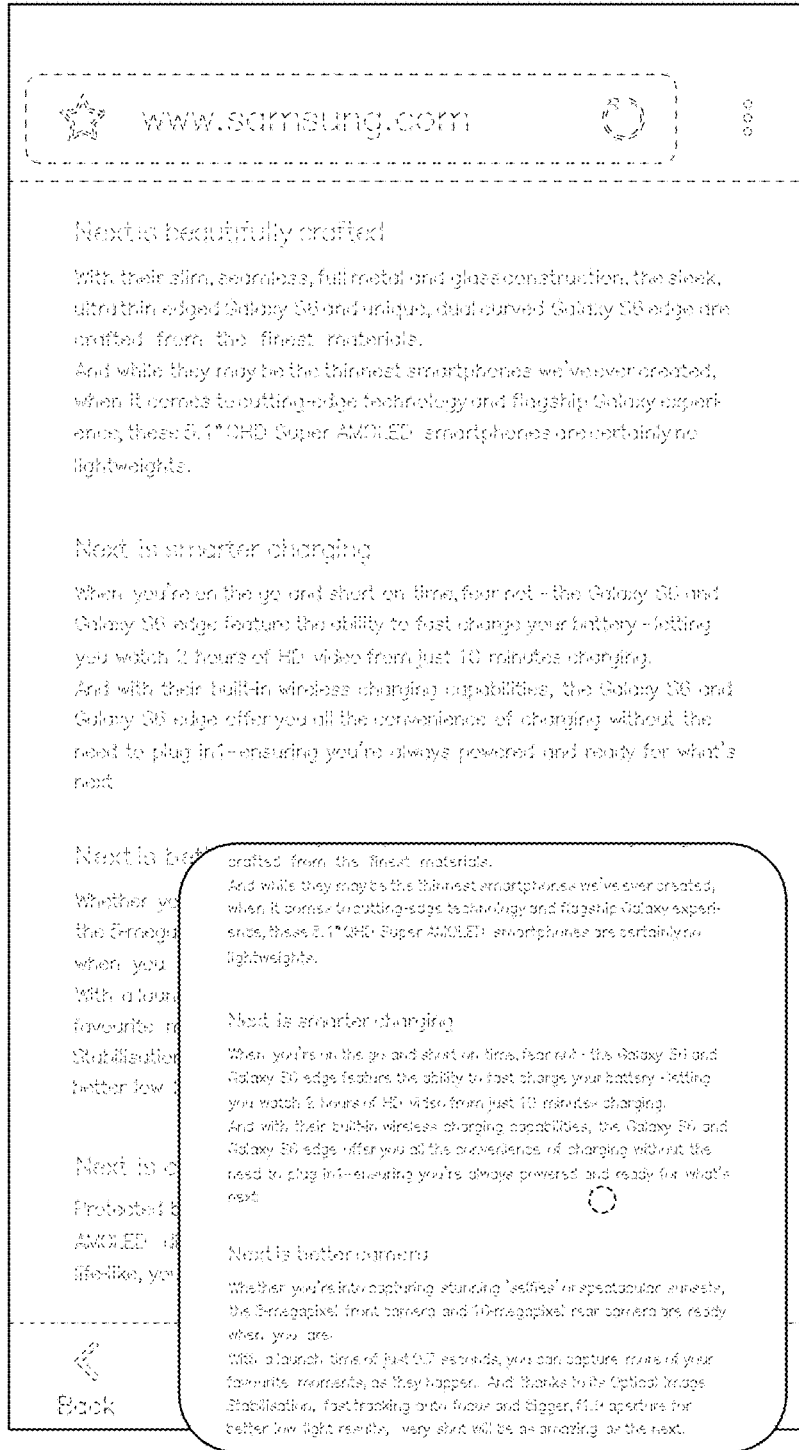 www.samsung.com
Next is beautifully crafted
With their slim, seamless, full metal and glass construction, the sleek,
ultra thin edged Galaxy S6 and unique, dual curved Galaxy S6 edge are
crafted from the finest materials.
And while they may be the thinnest smartphones we've ever created,
when it comes to cutting-edge technology and flagship Galaxy experi-
ence, these 5.1" QHD Super AMOLED smartphones are certainly no
lightweights.
Next is smarter charging
When you're on the go and short on time, fear not - the Galaxy S6 and
Galaxy S6 edge feature the ability to fast charge your battery - letting
you watch 2 hours of HD video from just 10 minutes charging.
And with their built-in wireless charging capabilities, the Galaxy S6 and
Galaxy S6 edge offer you all the convenience of charging without the
need to plug in1-ensuring you're always powered and ready for what's
next
Next is bett
Whether yo
the 5-mega
when you
With a laun
favourite m
Stabilisation
better low
Next is c
Protected b
AMOLED di
life-like, you
Back
crafted from the finest materials.
And while they may be the thinnest smartphones we've ever created,
when it comes to cutting-edge technology and flagship Galaxy experi-
ence, these 5.1" QHD Super AMOLED smartphones are certainly no
lightweights.
Next is smarter charging
When you're on the go and short on time, fear not - the Galaxy S6 and
Galaxy S6 edge feature the ability to fast charge your battery - letting
you watch 2 hours of HD video from just 10 minutes charging.
And with their built-in wireless charging capabilities, the Galaxy S6 and
Galaxy S6 edge offer you all the convenience of charging without the
need to plug in1-ensuring you're always powered and ready for what's
next
Next is better camera
Whether you're into capturing stunning 'selfies' or spectacular sunsets,
the 5-megapixel front camera and 16-megapixel rear camera are ready
when you are.
With a launch time of just 0.7 seconds, you can capture more of your
favourite moments, as they happen. And thanks to its Optical Image
Stabilisation, fast tracking auto focus and bigger, f1.9 aperture for
better low light results, very shot will be as amazing as the next.